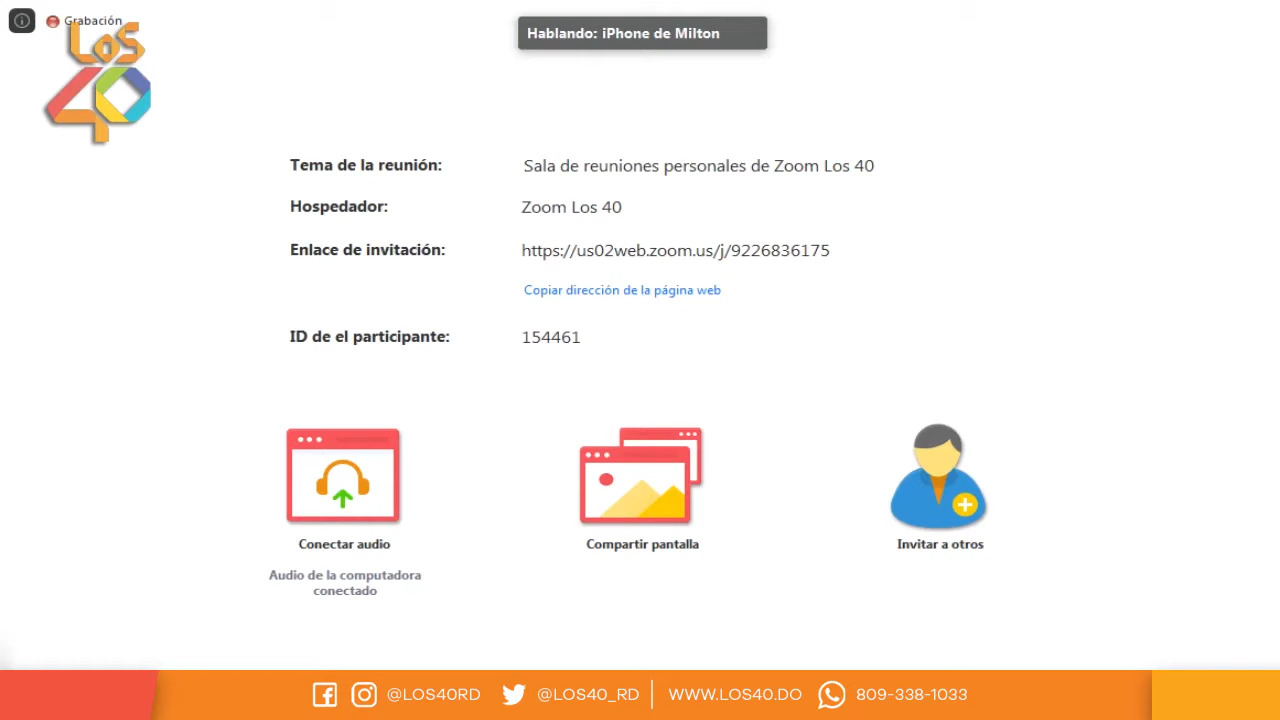 Grabación
LOS
40
Hablando: iPhone de Milton
Tema de la reunión: Sala de reuniones personales de Zoom Los 40
Hospedador: Zoom Los 40
Enlace de invitación: https://us02web.zoom.us/j/9226836175
Copiar dirección de la página web
ID de el participante: 154461
Conectar audio
Compartir pantalla
Invitar a otros
Audio de la computadora
conectado
@LOS40RD @LOS40_RD WWW.LOS40.DO 809-338-1033